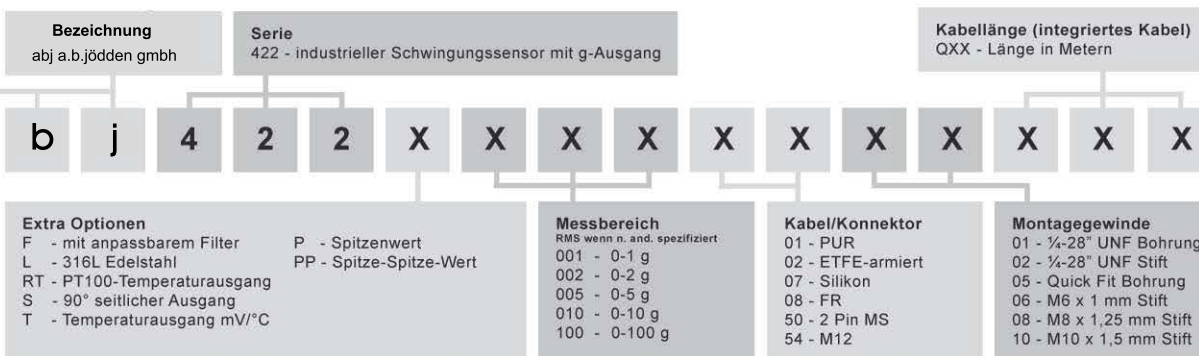 Bezeichnung
abj a.b.jödden gmbh
Serie
422 - industrieller Schwingungssensor mit g-Ausgang
Kabellänge (integriertes Kabel)
QXX - Länge in Metern
b j 4 2 2 X X X X X X X X X X X
Extra Optionen
F - mit anpassbarem Filter
L - 316L Edelstahl
RT - PT100-Temperaturausgang
S - 90° seitlicher Ausgang
T - Temperaturausgang mV/°C
P - Spitzenwert
PP - Spitze-Spitze-Wert
Messbereich
RMS wenn n. and. spezifiziert
001 - 0-1 g
002 - 0-2 g
005 - 0-5 g
010 - 0-10 g
100 - 0-100 g
Kabel/Konnektor
01 - PUR
02 - ETFE-armiert
07 - Silikon
08 - FR
50 - 2 Pin MS
54 - M12
Montagegewinde
01 - ¼-28” UNF Bohrung
02 - ¼-28” UNF Stift
05 - Quick Fit Bohrung
06 - M6 x 1 mm Stift
08 - M8 x 1,25 mm Stift
10 - M10 x 1,5 mm Stift